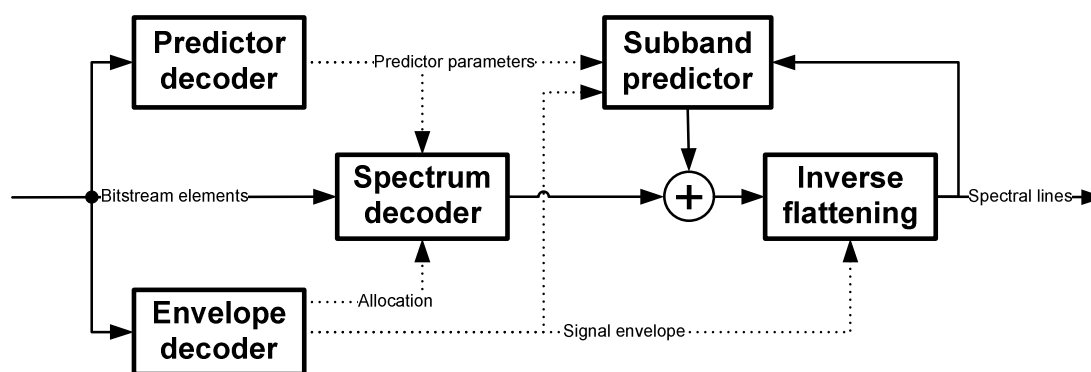 Predictor
decoder
Predictor parameters
Subband
predictor
Bitstream elements
Spectrum
decoder
+
Inverse
flattening
Spectral lines
Allocation
Envelope
decoder
Signal envelope